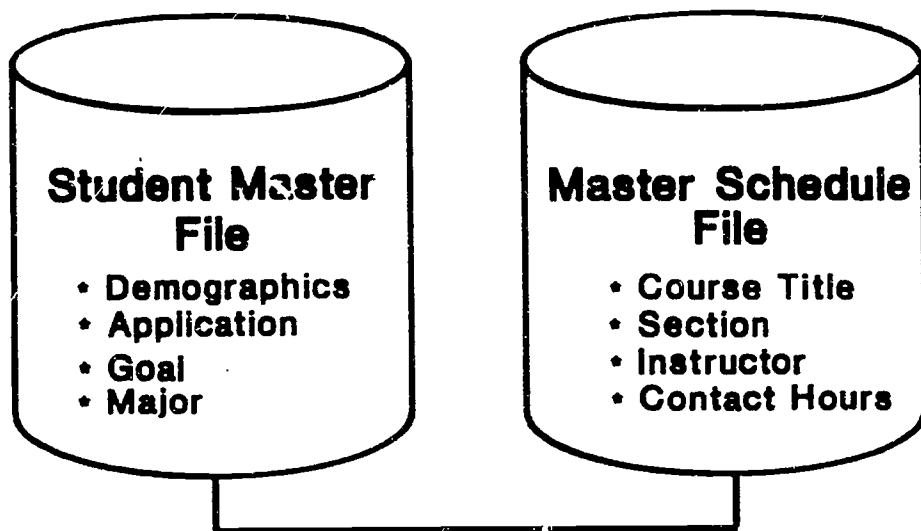 Student Master
File
* Demographics
* Application
* Goal
* Major
Master Schedule
File
* Course Title
* Section
* Instructor
* Contact Hours